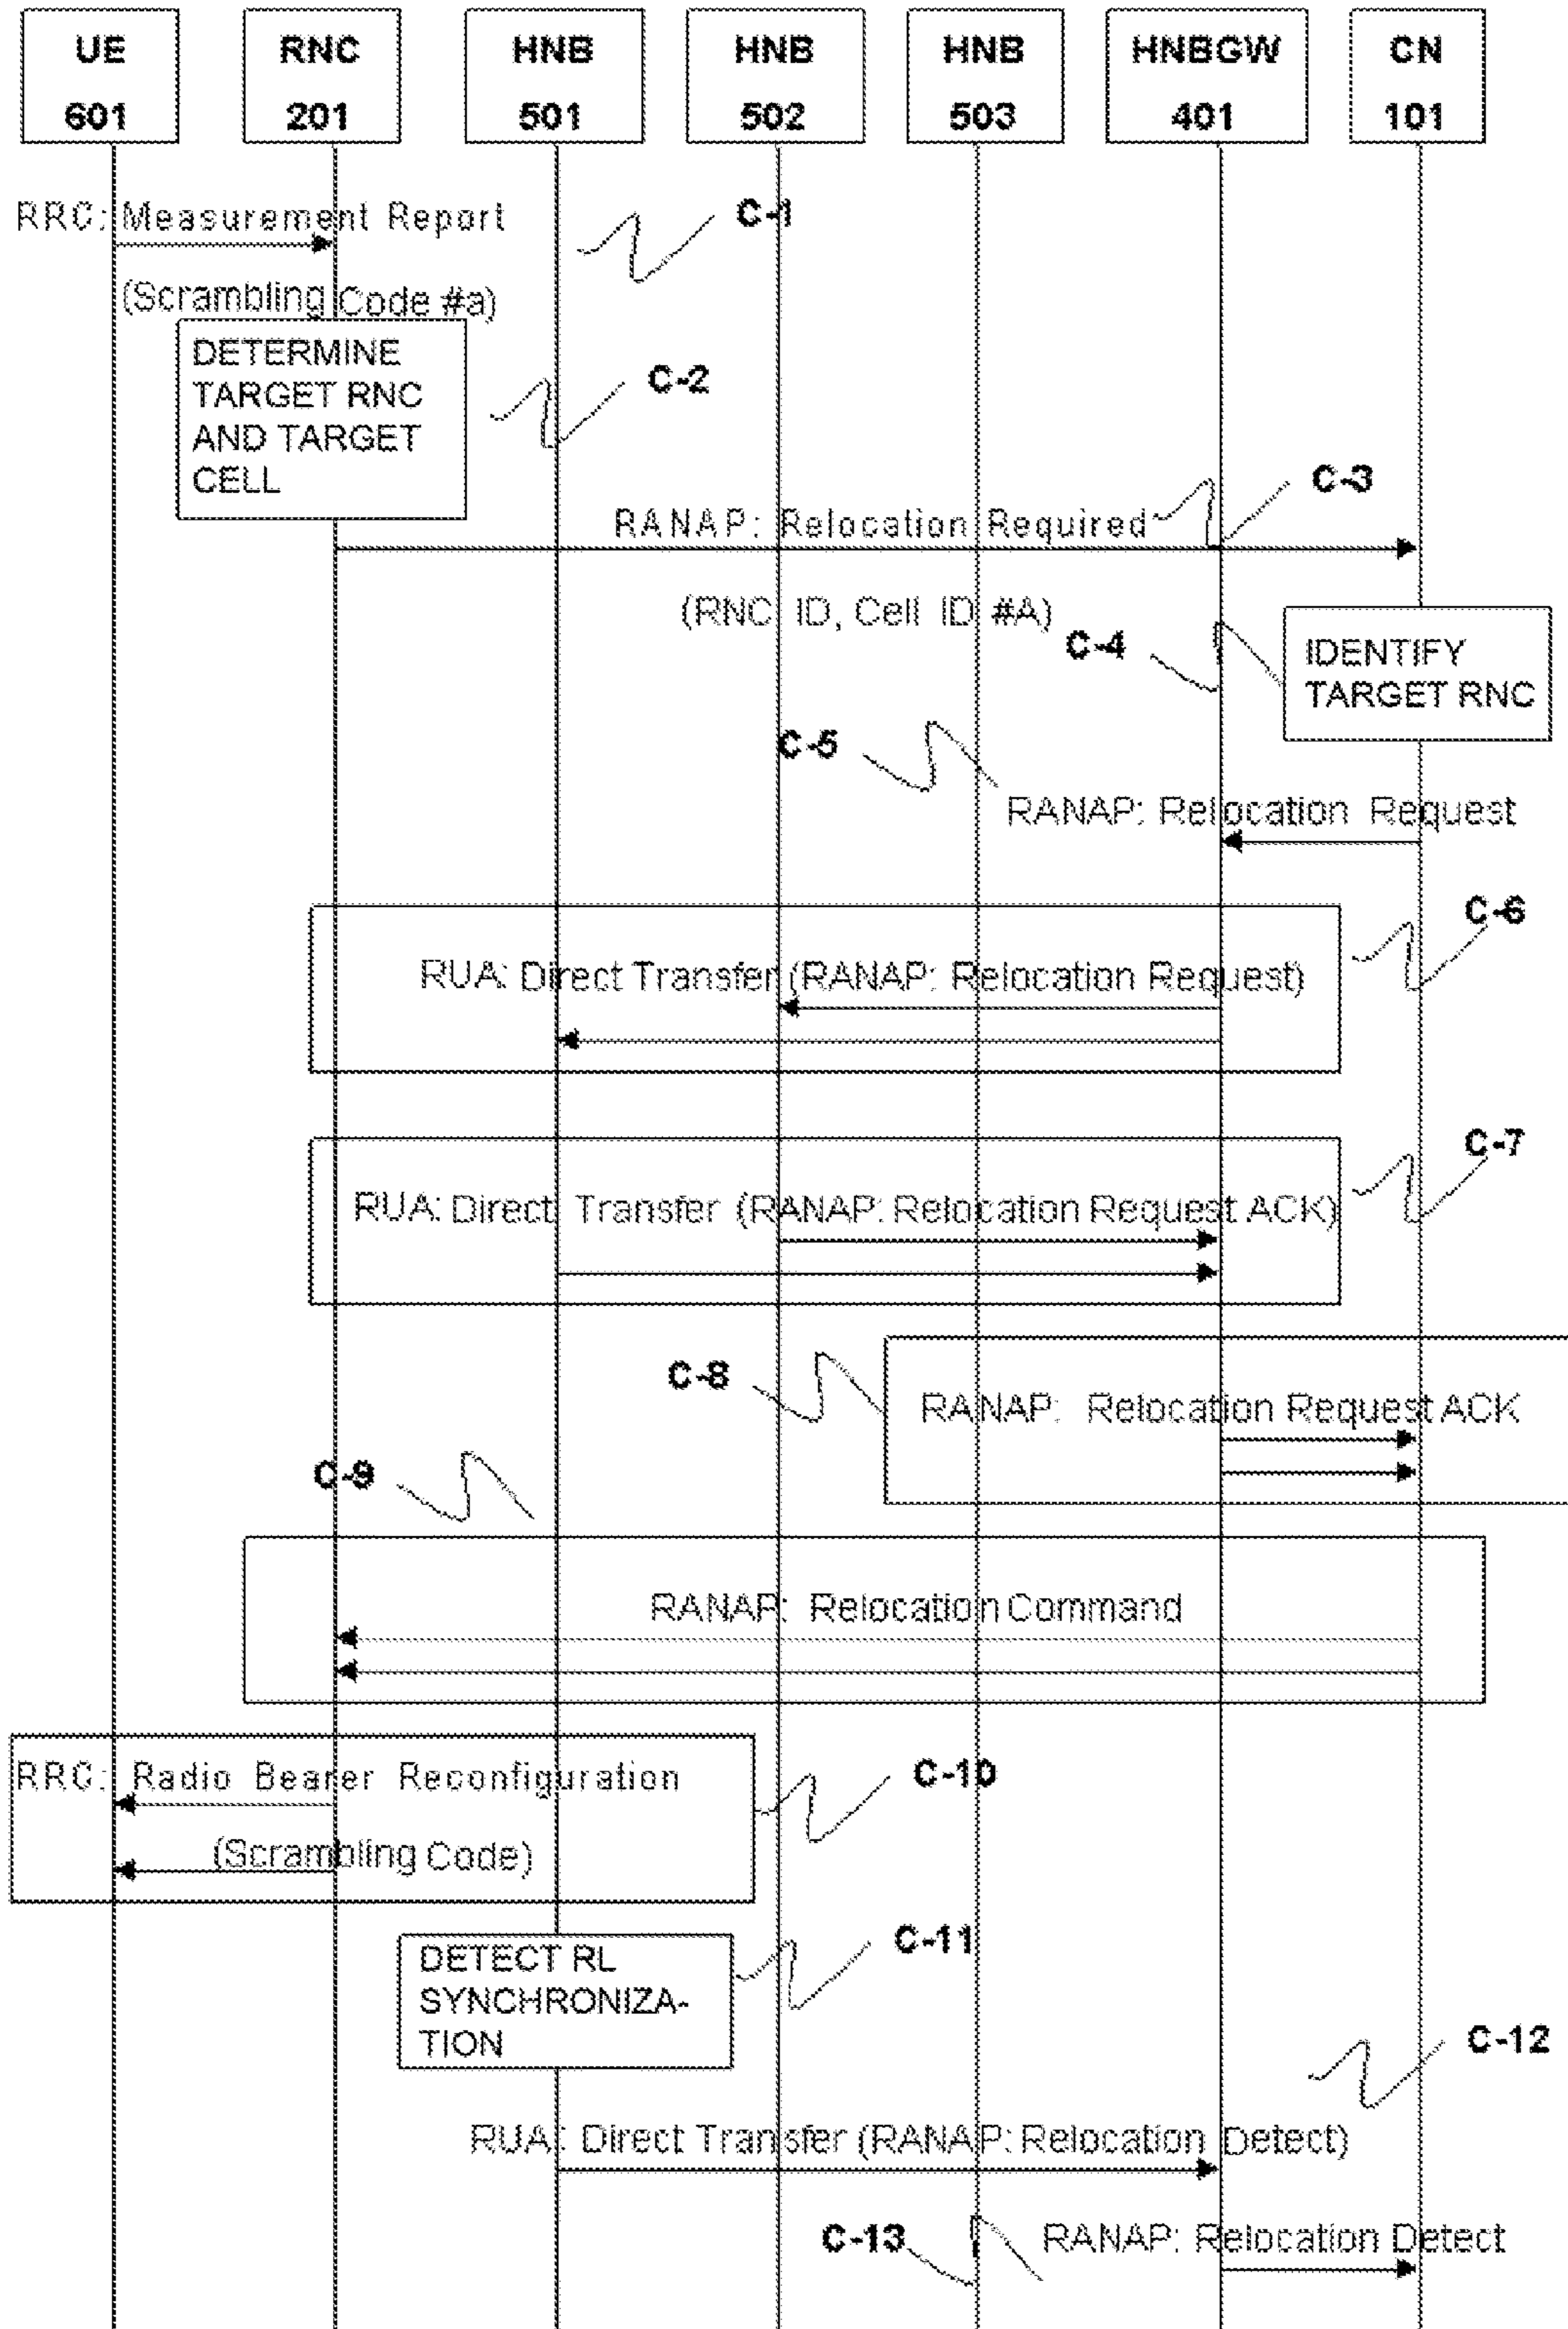 UE
601
RNC
201
HNB
501
HNB
502
HNB
503
HNBGW
401
CN
101
RRC: Measurement Report
C-1
(Scrambling Code #a)
DETERMINE
TARGET RNC
AND TARGET
CELL
C-2
C-3
RANAP: Relocation Required
(RNC ID, Cell ID #A)
C-4
IDENTIFY
TARGET RNC
C-5
RANAP: Relocation Request
C-6
RUA: Direct Transfer (RANAP: Relocation Request)
C-7
RUA: Direct Transfer (RANAP: Relocation Request ACK)
C-8
RANAP: Relocation Request ACK
C-9
RANAP: Relocation Command
RRC: Radio Bearer Reconfiguration
C-10
(Scrambling Code)
C-11
DETECT RL
SYNCHRONIZA-
TION
C-12
RUA: Direct Transfer (RANAP: Relocation Detect)
C-13
RANAP: Relocation Detect